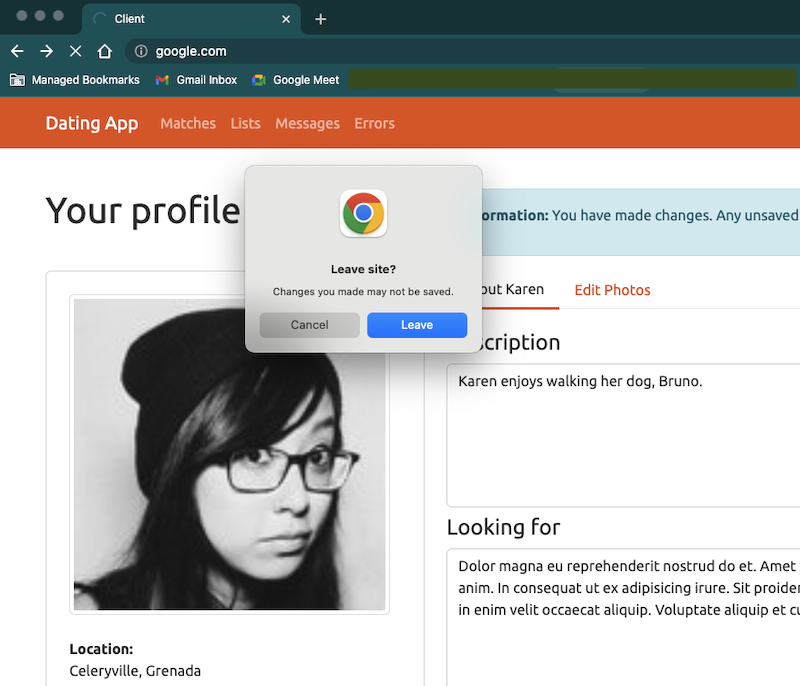 Client
google.com
Managed Bookmarks Gmail Inbox Google Meet
Dating App Matches Lists Messages Errors
Your profile
ormation: You have made changes. Any unsaved
Leave site?
Changes you made may not be saved.
Cancel Leave
out Karen Edit Photos
scription
Karen enjoys walking her dog, Bruno.
Looking for
Dolor magna eu reprehenderit nostrud do et. Amet
anim. In consequat ut ex adipisicing irure. Sit proiden
in enim velit occaecat aliquip. Voluptate aliquip et cu
Location:
Celeryville, Grenada